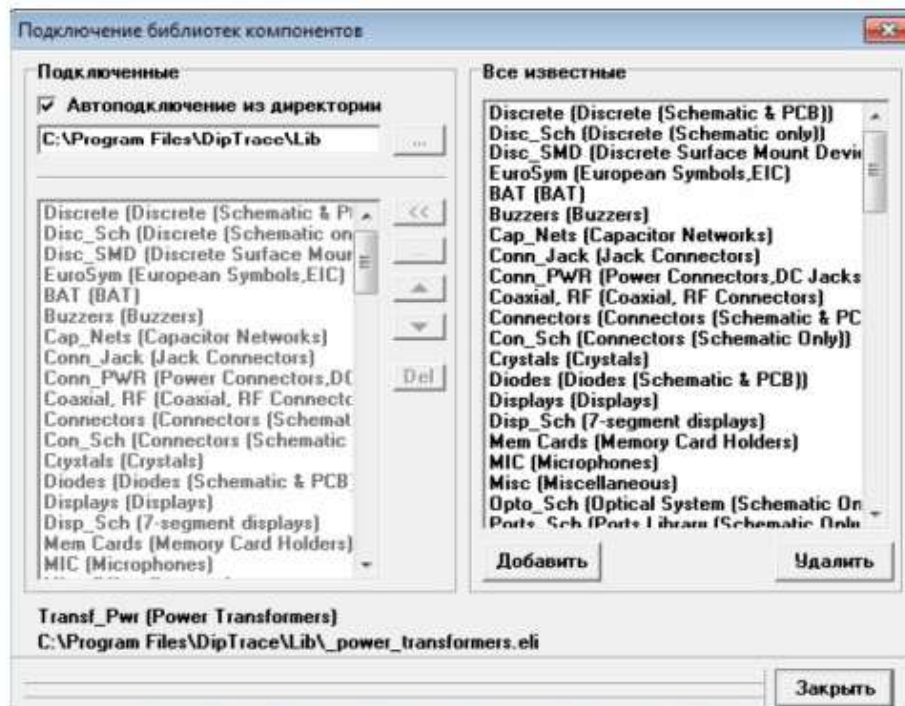 Подключение библиотек компонентов
Подключенные
Автоподключение из директории
C:\Program Files\DipTrace\Lib
...
Discrete (Discrete (Schematic & P
Disc_Sch (Discrete (Schematic on
Disc_SMD (Discrete Surface Mour
EuroSym (European Symbols,EIC)
BAT (BAT)
Buzzers (Buzzers)
Cap_Nets (Capacitor Networks)
Conn_Jack (Jack Connectors)
Conn_PWR (Power Connectors,DC
Coaxial, RF (Coaxial, RF Connecto
Connectors (Connectors (Schemat
Con_Sch (Connectors (Schematic
Crystals (Crystals)
Diodes (Diodes (Schematic & PCB
Displays (Displays)
Disp_Sch (7-segment displays)
Mem Cards (Memory Card Holders)
MIC (Microphones)
<<
...
Del
Все известные
Discrete (Discrete (Schematic & PCB))
Disc_Sch (Discrete (Schematic only))
Disc_SMD (Discrete Surface Mount Devi
EuroSym (European Symbols,EIC)
BAT (BAT)
Buzzers (Buzzers)
Cap_Nets (Capacitor Networks)
Conn_Jack (Jack Connectors)
Conn_PWR (Power Connectors,DC Jacks
Coaxial, RF (Coaxial, RF Connectors)
Connectors (Connectors (Schematic & PC
Con_Sch (Connectors (Schematic Only))
Crystals (Crystals)
Diodes (Diodes (Schematic & PCB))
Displays (Displays)
Disp_Sch (7-segment displays)
Mem Cards (Memory Card Holders)
MIC (Microphones)
Misc (Miscellaneous)
Opto_Sch (Optical System (Schematic On
Ports_Sch (Ports Library (Schematic Only
Добавить
Удалить
Transf_Pwr (Power Transformers)
C:\Program Files\DipTrace\Lib\_power_transformers.eli
Закрыть